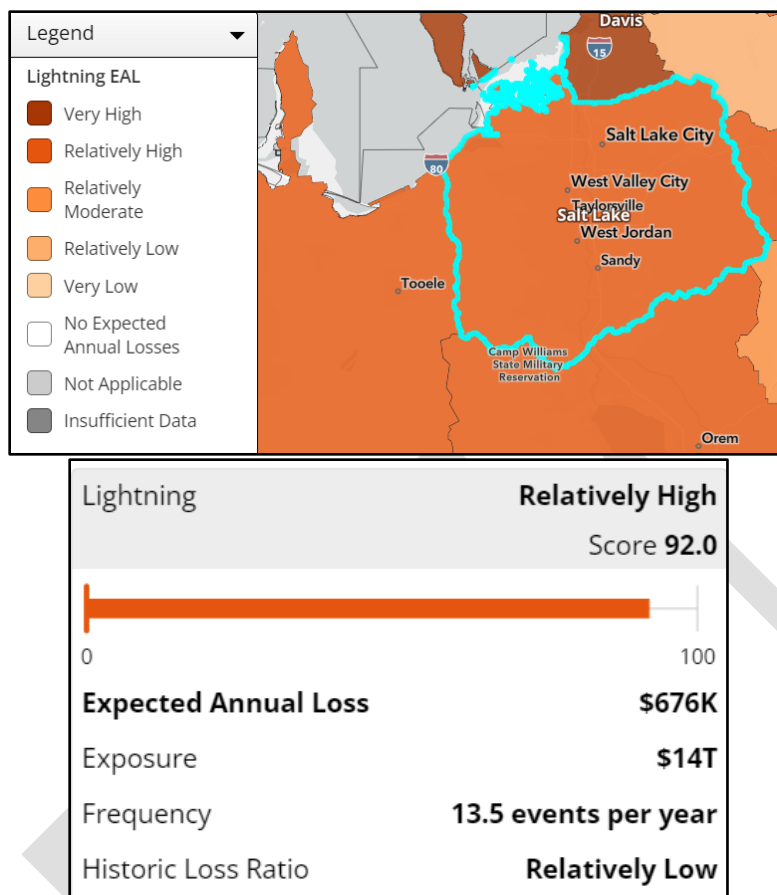 Legend
Lightning EAL
Very High
Relatively High
Relatively
Moderate
Relatively Low
Very Low
No Expected
Annual Losses
Not Applicable
Insufficient Data
Davis
15
80
Salt Lake City
West Valley City
Taylorsville
Salt Lake
West Jordan
Sandy
Tooele
Camp Williams
State Military
Reservation
Orem
Lightning Relatively High
Score 92.0
0 100
Expected Annual Loss $676K
Exposure $14T
Frequency 13.5 events per year
Historic Loss Ratio Relatively Low